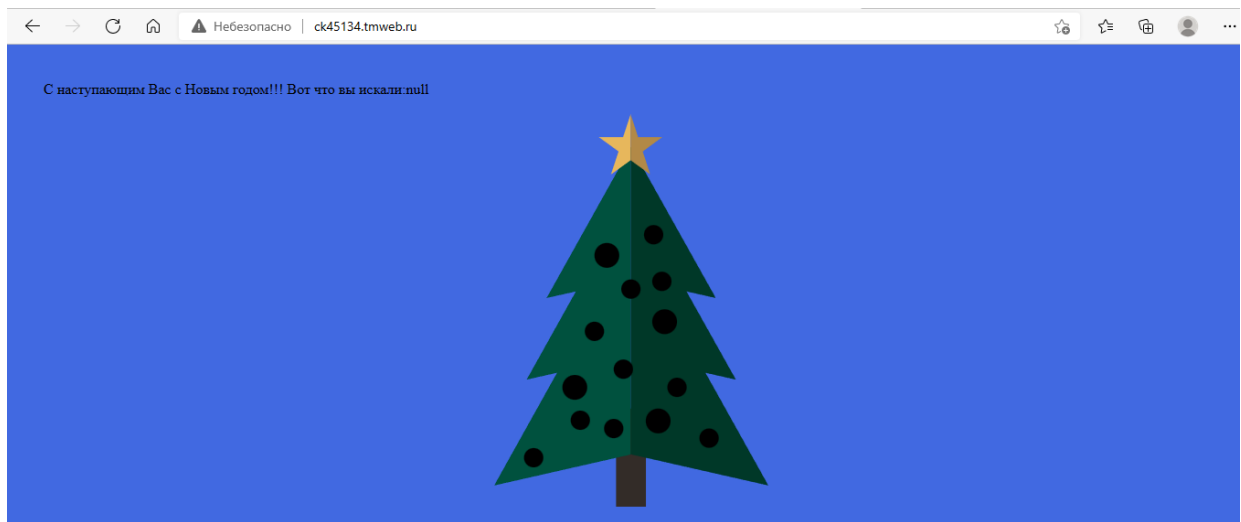 Небезопасно | ck45134.tmweb.ru
С наступающим Вас с Новым годом!!! Вот что вы искали:null